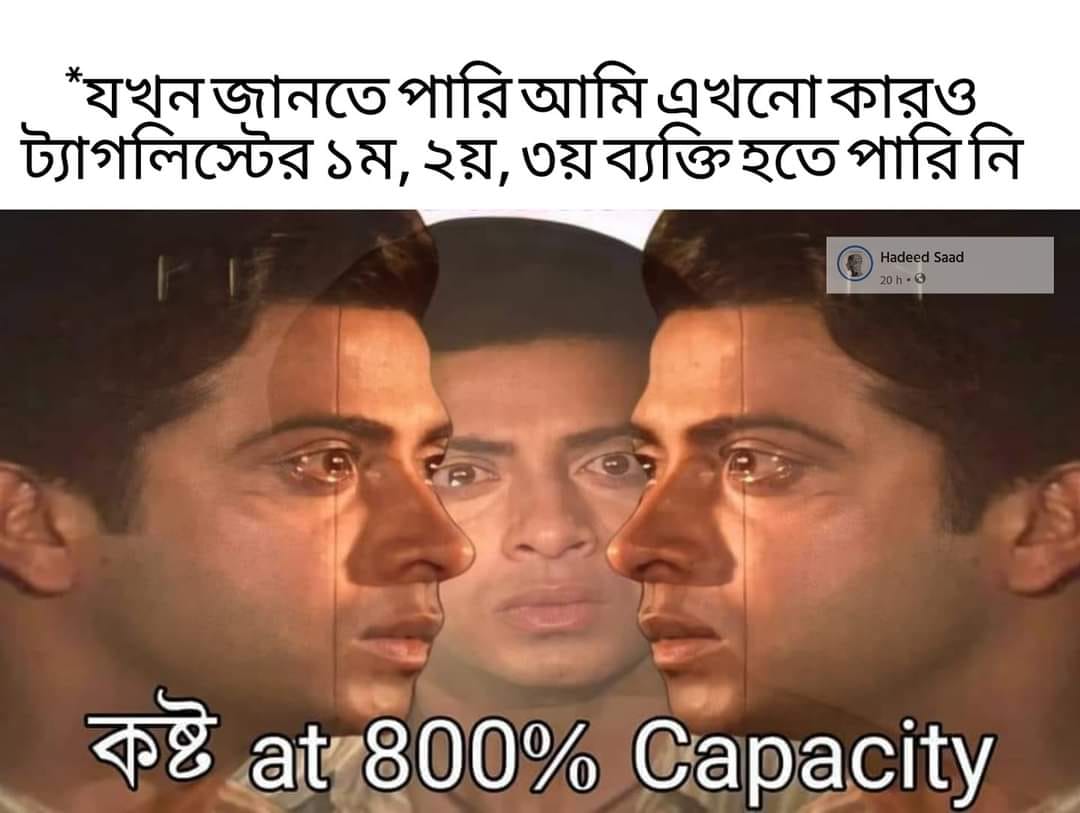 *যখন জানতে পারি আমি এখনো কারও
ট্যাগলিস্টের ১ম, ২য়, ৩য় ব্যক্তি হতে পারি নি
Hadeed Saad
20 h •
কষ্ট at 800% Capacity